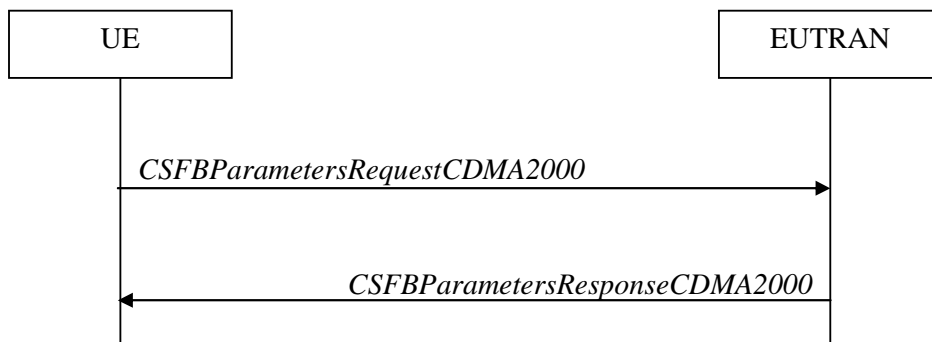 UE
EUTRAN
CSFBParametersRequestCDMA2000
CSFBParametersResponseCDMA2000